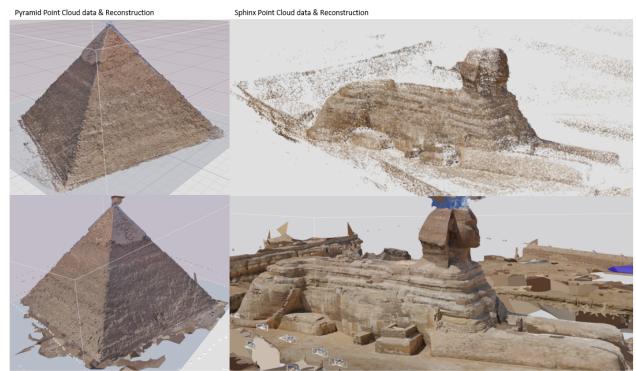 Pyramid Point Cloud data & Reconstruction
Sphinx Point Cloud data & Reconstruction